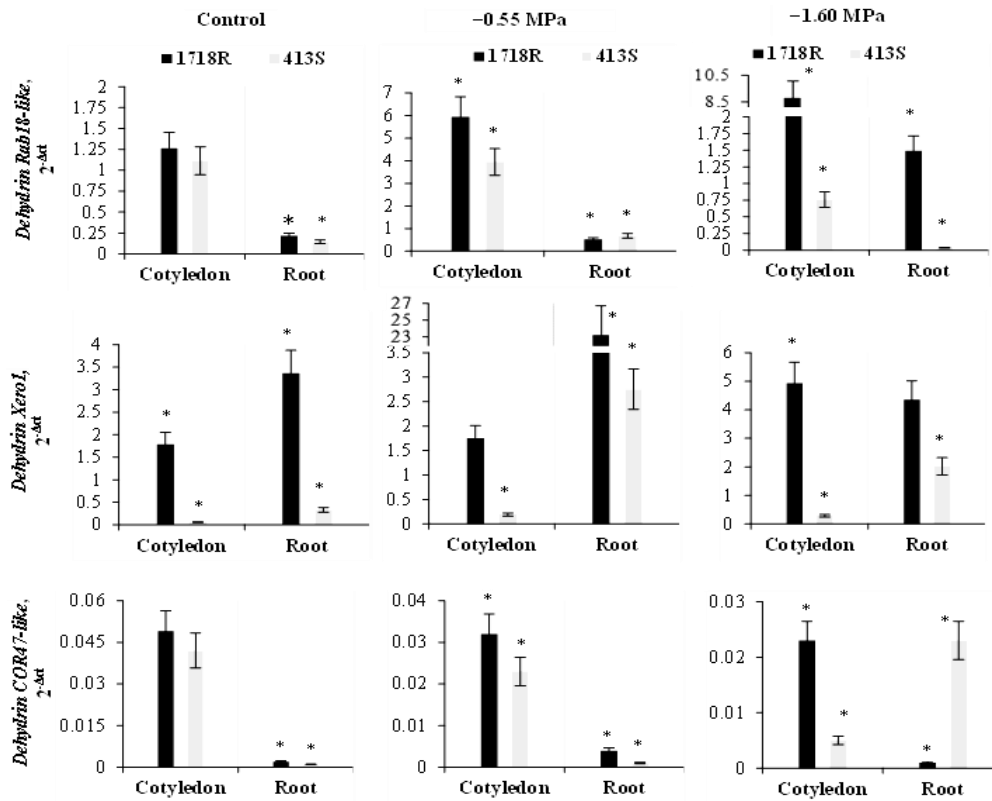 Control
−0.55 MPa
−1.60 MPa
Dehydrin Rab18-like, 2^-Δct
1718R 413S
2
1.75
1.5
1.25
1
0.75
0.5
0.25
0
* *
Cotyledon Root
1718R 413S
7
6
5
4
3
2
1
0
* * * *
Cotyledon Root
1718R 413S
10.5
8.5
2
1.75
1.25
0.75
0.25
0
* * * *
Cotyledon Root
Dehydrin Xero1, 2^-Δct
4
3.5
3
2.5
2
1.5
1
0.5
0
* * * *
Cotyledon Root
27
25
23
21
3.5
3
2.5
2
1.5
1
0.5
0
* * *
Cotyledon Root
6
5
4
3
2
1
0
* * *
Cotyledon Root
Dehydrin COR47-like, 2^-Δct
0.06
0.045
0.03
0.015
0
* *
Cotyledon Root
0.04
0.03
0.02
0.01
0
* * * *
Cotyledon Root
0.03
0.02
0.01
0
* * * *
Cotyledon Root